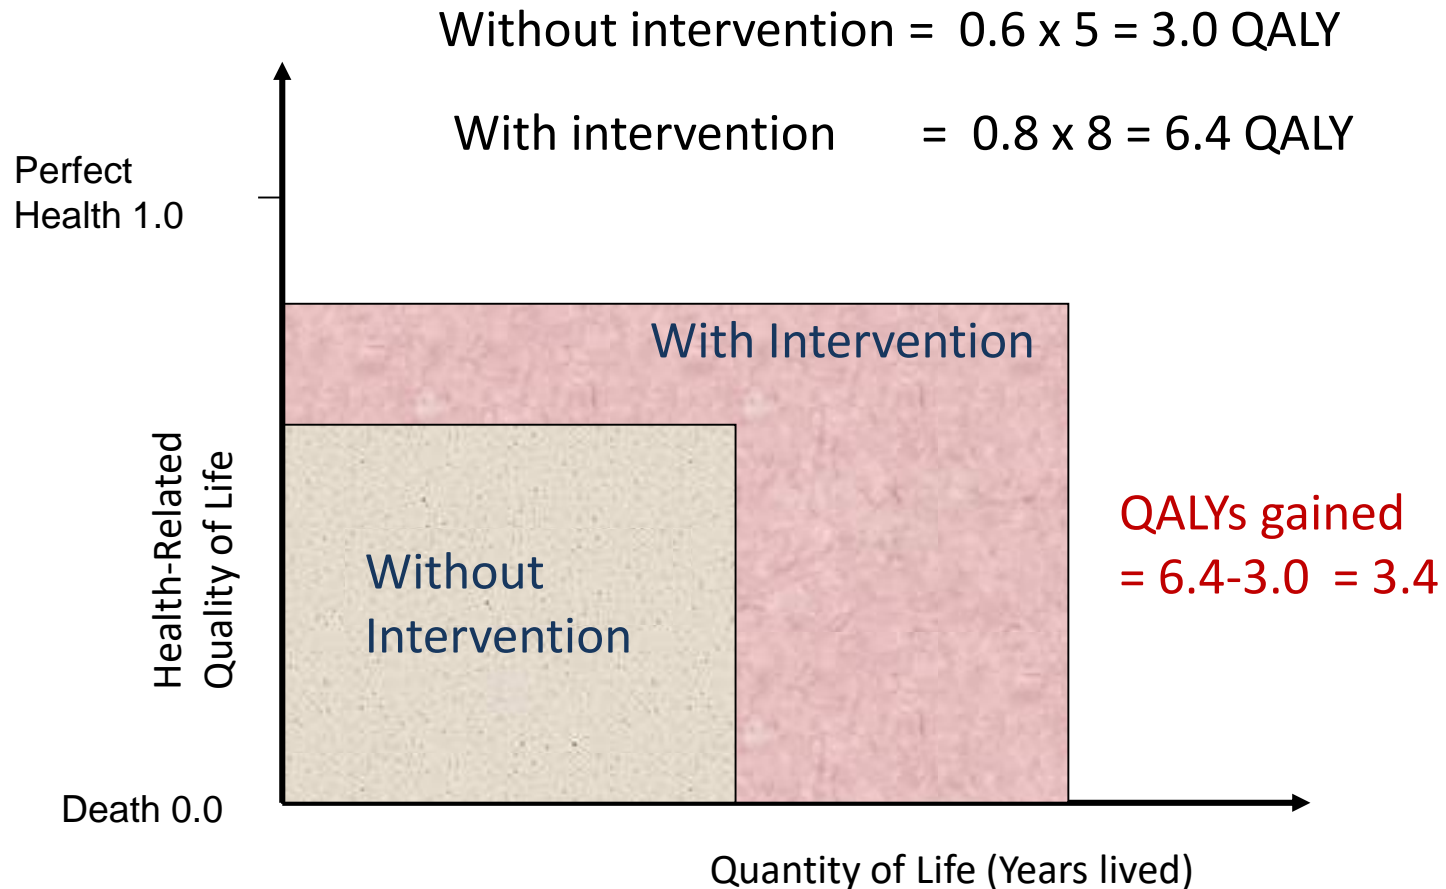 Without intervention = 0.6 x 5 = 3.0 QALY
With intervention = 0.8 x 8 = 6.4 QALY
Perfect
Health 1.0
With Intervention
Health-Related
Quality of Life
Without
Intervention
QALYs gained
= 6.4-3.0 = 3.4
Death 0.0
Quantity of Life (Years lived)